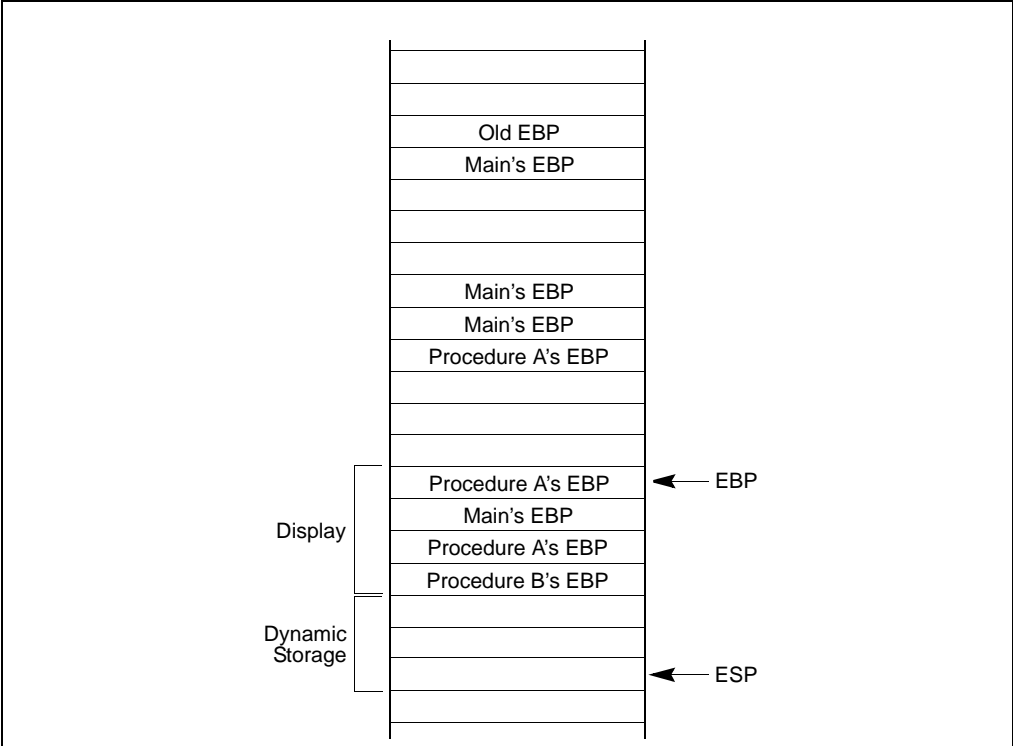 Old EBP
Main's EBP
Main's EBP
Main's EBP
Procedure A's EBP
Display
Procedure A's EBP
EBP
Main's EBP
Procedure A's EBP
Procedure B's EBP
Dynamic
Storage
ESP